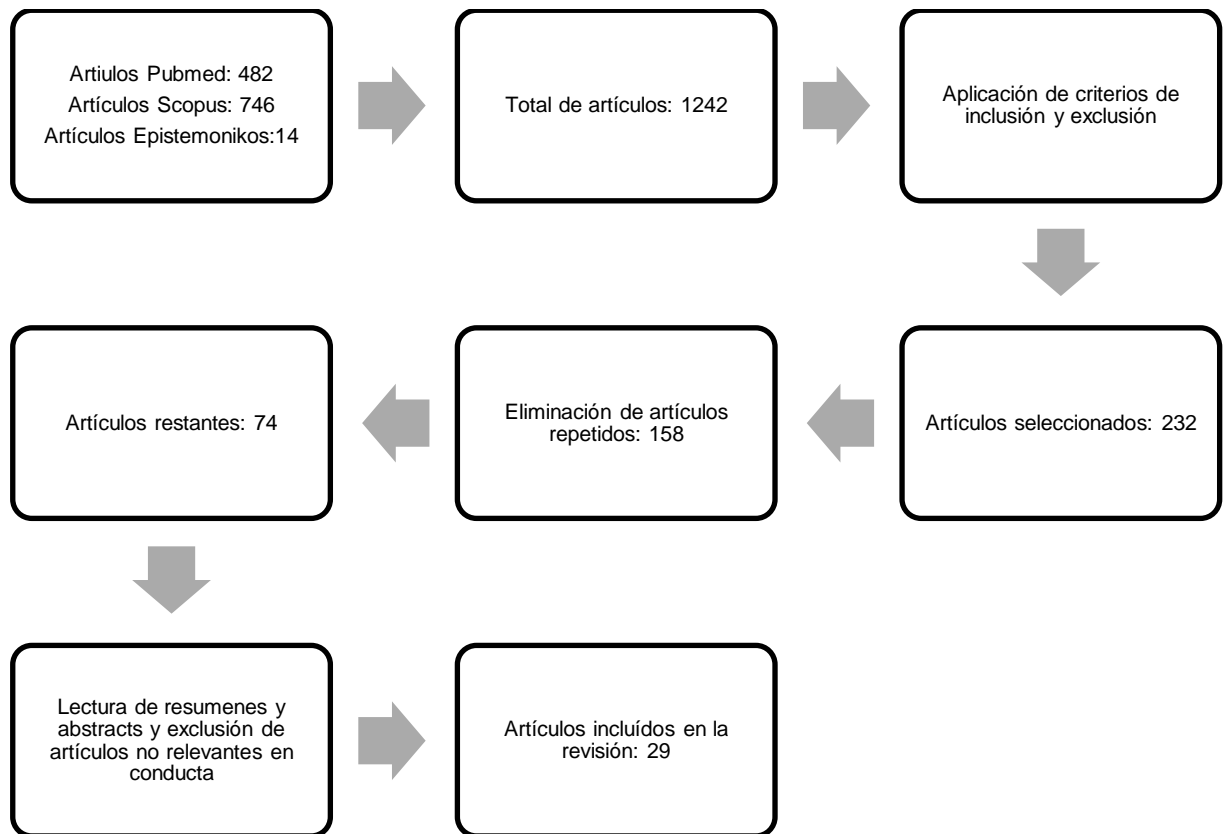 Artiulos Pubmed: 482
Artículos Scopus: 746
Artículos Epistemonikos:14
Total de artículos: 1242
Aplicación de criterios de
inclusión y exclusión
Artículos seleccionados: 232
Eliminación de artículos
repetidos: 158
Artículos restantes: 74
Lectura de resumenes y
abstracts y exclusión de
artículos no relevantes en
conducta
Artículos incluídos en la
revisión: 29